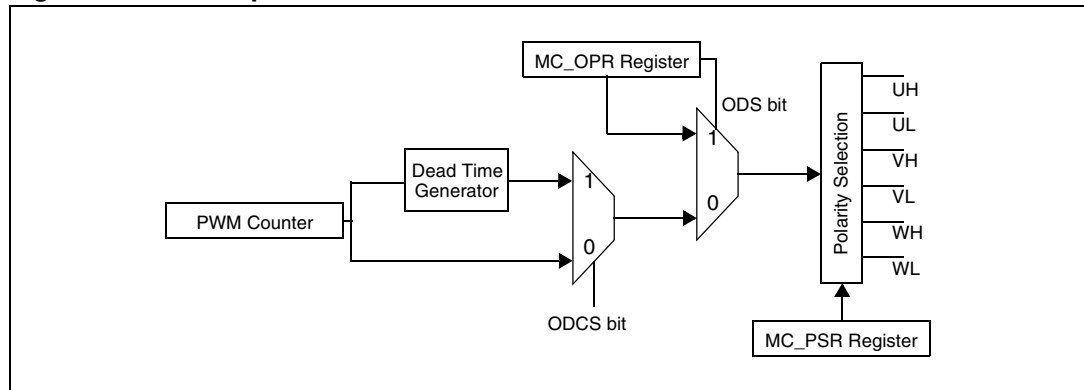 MC_OPR Register
ODS bit
1
0
Dead Time
Generator
1
0
PWM Counter
ODCS bit
Polarity Selection
UH
UL
VH
VL
WH
WL
MC_PSR Register